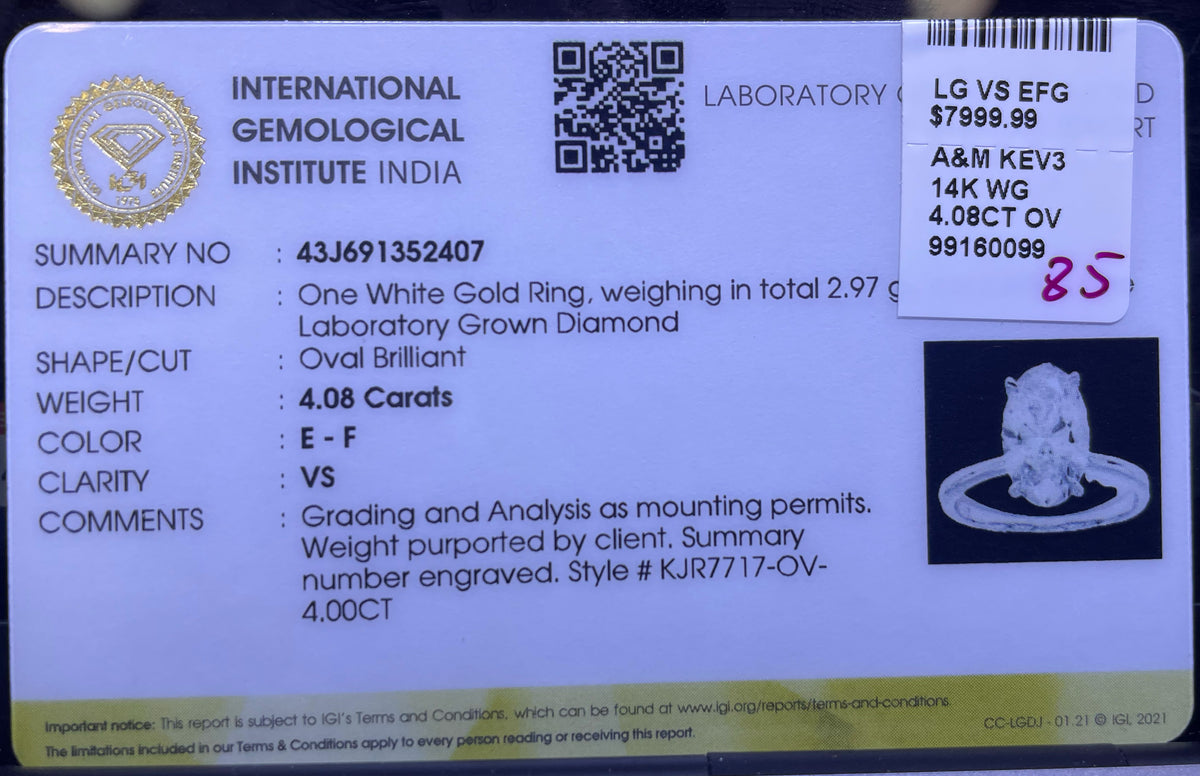 INTERNATIONAL
GEMOLOGICAL
INSTITUTE INDIA
INTERNATIONAL GEMOLOGICAL INSTITUTE
IGI
1975
LABORATORY
LG VS EFG
$7999.99
A&M KEV3
14K WG
4.08CT OV
99160099
85
SUMMARY NO : 43J691352407
DESCRIPTION : One White Gold Ring, weighing in total 2.97 g
Laboratory Grown Diamond
SHAPE/CUT : Oval Brilliant
WEIGHT : 4.08 Carats
COLOR : E - F
CLARITY : VS
COMMENTS : Grading and Analysis as mounting permits.
Weight purported by client. Summary
number engraved. Style # KJR7717-OV-
4.00CT
Important notice: This report is subject to IGI's Terms and Conditions, which can be found at www.igi.org/reports/terms-and-conditions.
The limitations included in our Terms & Conditions apply to every person reading or receiving this report.
CC-LGDJ - 01.21 © IGI, 2021